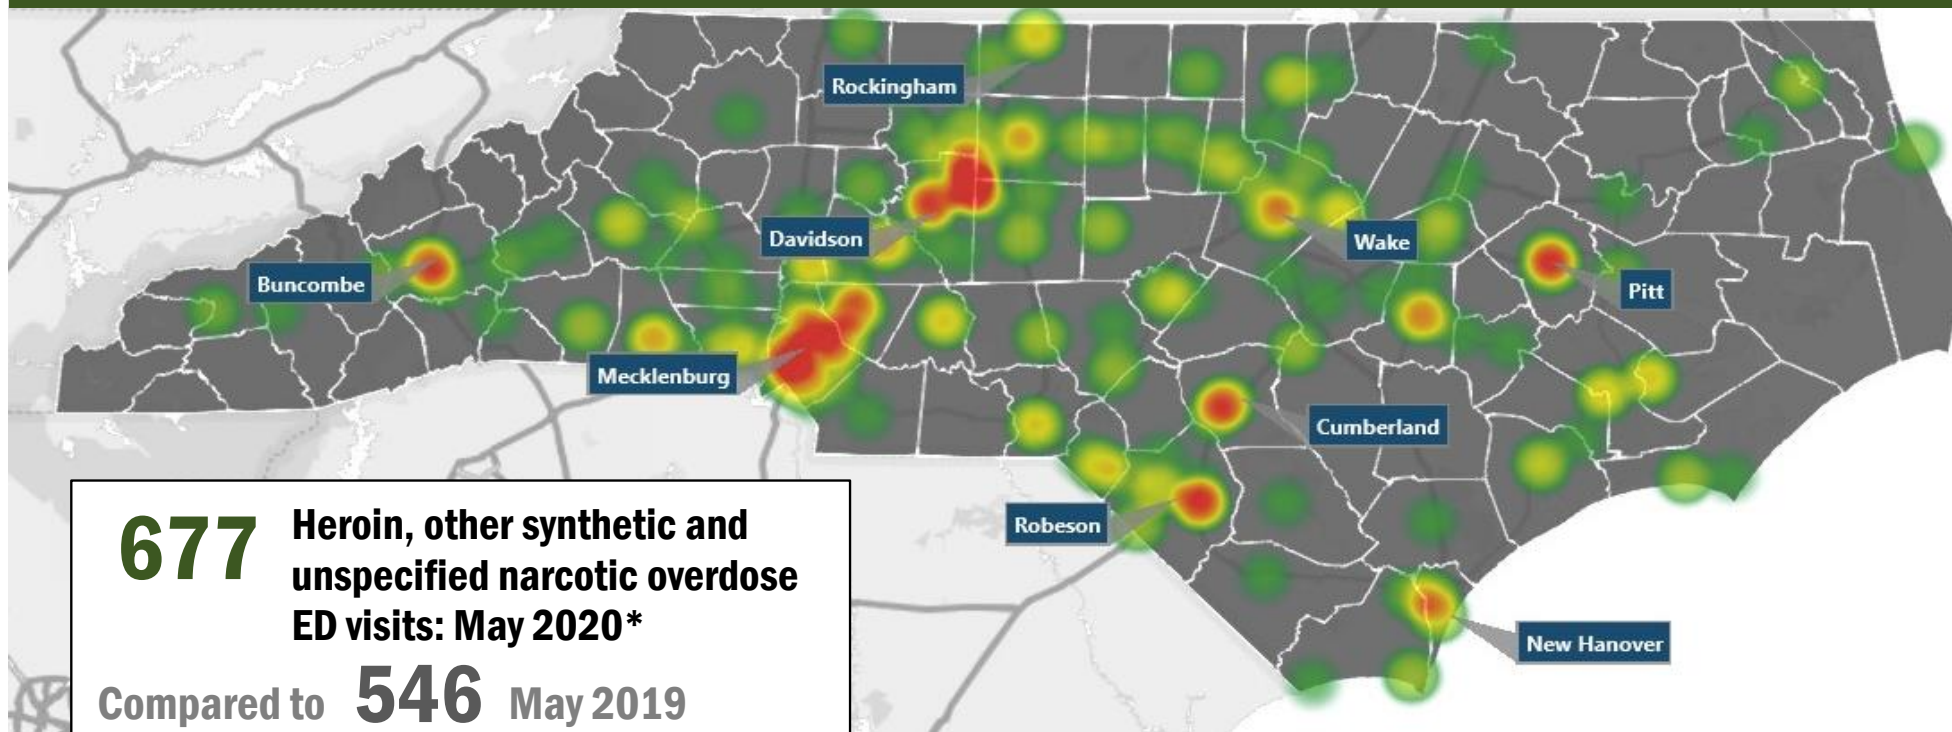 Rockingham
Davidson
Wake
Buncombe
Pitt
Mecklenburg
Cumberland
Robeson
New Hanover
677 Heroin, other synthetic and
unspecified narcotic overdose
ED visits: May 2020*
Compared to 546 May 2019